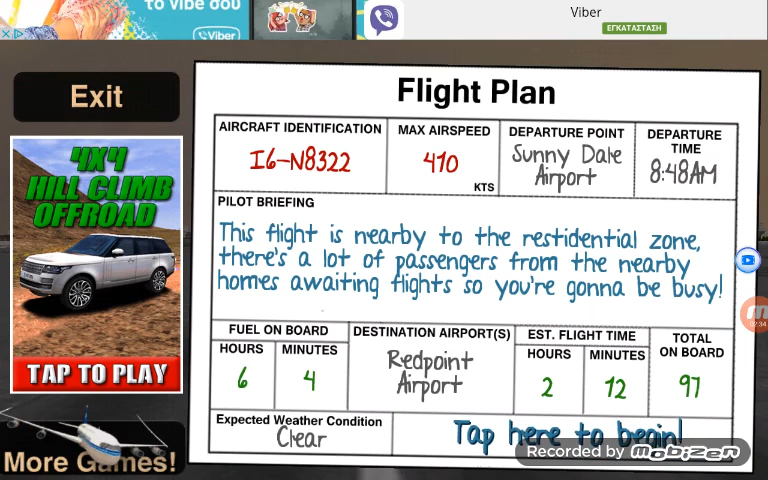 το Viber σου
Viber
Viber
ΕΓΚΑΤΑΣΤΑΣΗ
Exit
Flight Plan
4X4
HILL CLIMB
OFFROAD
TAP TO PLAY
More Games!
AIRCRAFT IDENTIFICATION
I6-N8322
MAX AIRSPEED
410
KTS
DEPARTURE POINT
Sunny Dale
Airport
DEPARTURE
TIME
8:48AM
PILOT BRIEFING
This flight is nearby to the restidential zone,
there's a lot of passengers from the nearby
homes awaiting flights so you're gonna be busy!
FUEL ON BOARD
HOURS
6
MINUTES
4
DESTINATION AIRPORT(S)
Redpoint
Airport
EST. FLIGHT TIME
HOURS
2
MINUTES
12
TOTAL
ON BOARD
97
Expected Weather Condition
Clear
Tap here to begin!
Recorded by mobizen